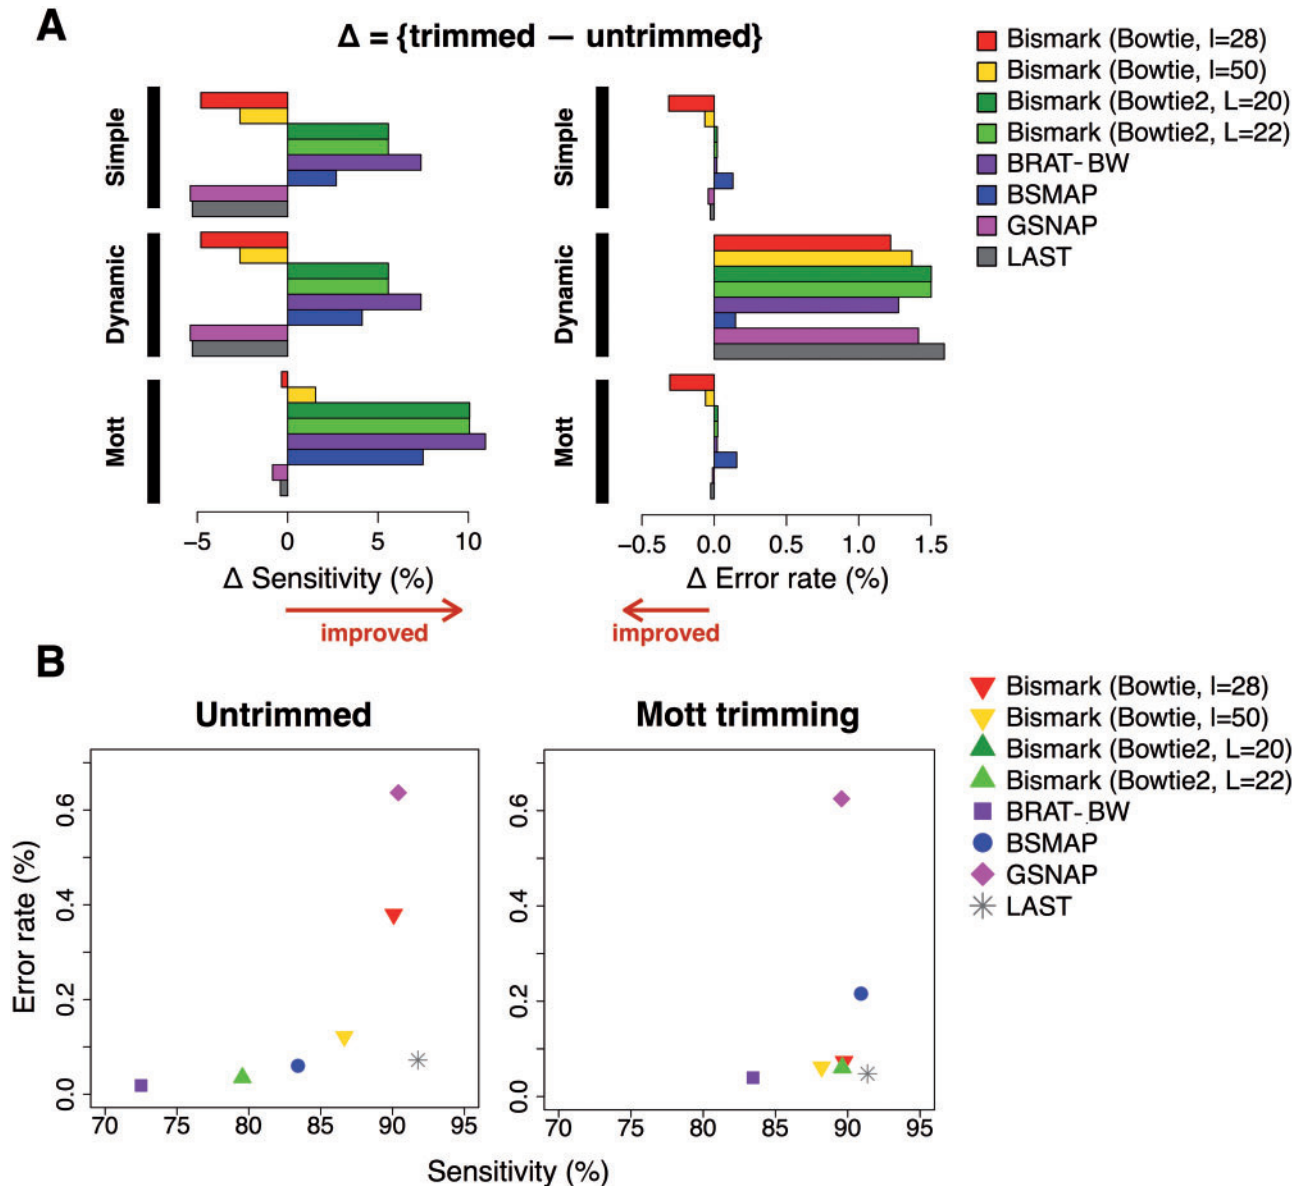 A
Δ = {trimmed — untrimmed}
Simple
Dynamic
Mott
−5 0 5 10
Δ Sensitivity (%)
improved
Simple
Dynamic
Mott
−0.5 0.0 0.5 1.0 1.5
Δ Error rate (%)
improved
Bismark (Bowtie, l=28)
Bismark (Bowtie, l=50)
Bismark (Bowtie2, L=20)
Bismark (Bowtie2, L=22)
BRAT-BW
BSMAP
GSNAP
LAST
B
Untrimmed
Error rate (%)
0.6
0.4
0.2
0.0
70 75 80 85 90 95
Mott trimming
0.6
0.4
0.2
0.0
70 75 80 85 90 95
Sensitivity (%)
Bismark (Bowtie, l=28)
Bismark (Bowtie, l=50)
Bismark (Bowtie2, L=20)
Bismark (Bowtie2, L=22)
BRAT-BW
BSMAP
GSNAP
LAST